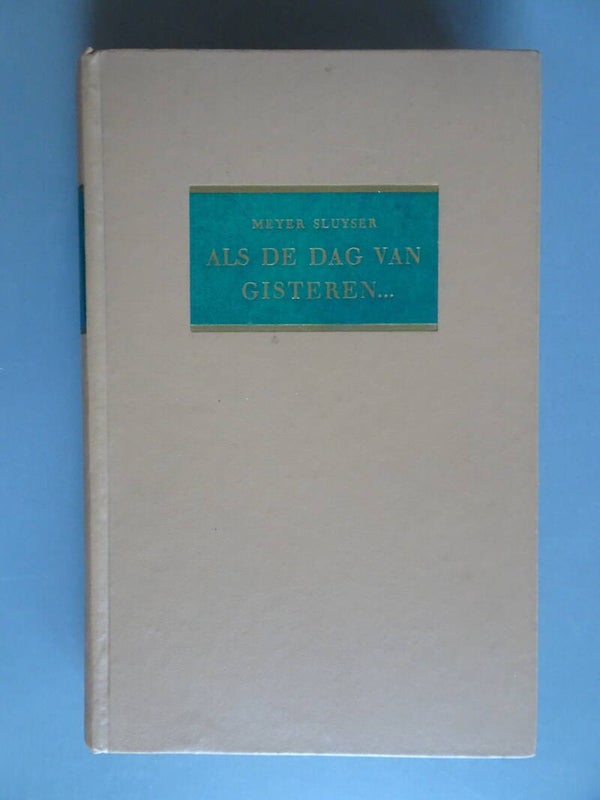 MEYER SLUYSER
ALS DE DAG VAN
GISTEREN...